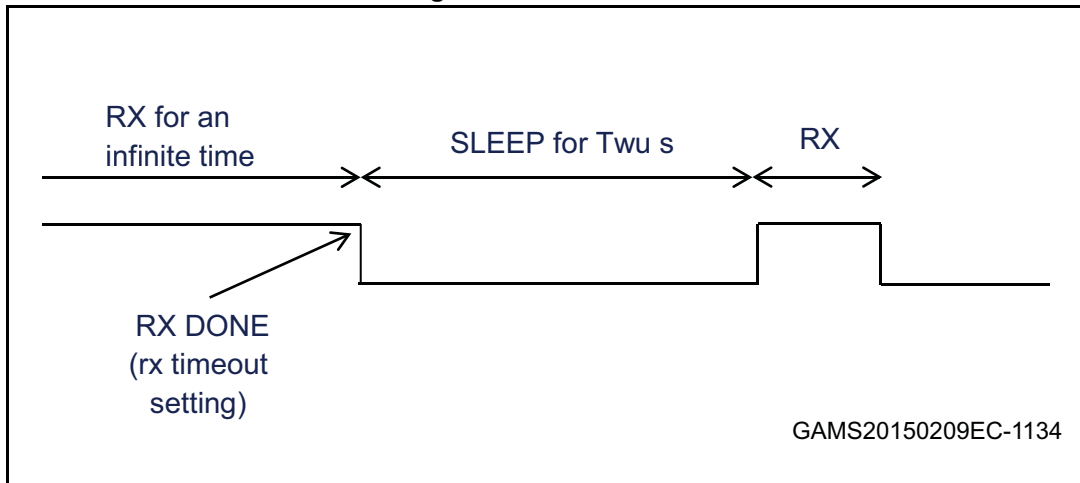 RX for an
infinite time
SLEEP for Twu s
RX
RX DONE
(rx timeout
setting)
GAMS20150209EC-1134